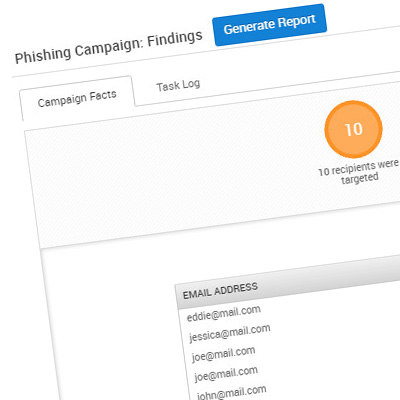 Phishing Campaign: Findings
Generate Report
Campaign Facts
Task Log
10
10 recipients were
targeted
EMAIL ADDRESS
eddie@mail.com
jessica@mail.com
joe@mail.com
joe@mail.com
john@mail.com